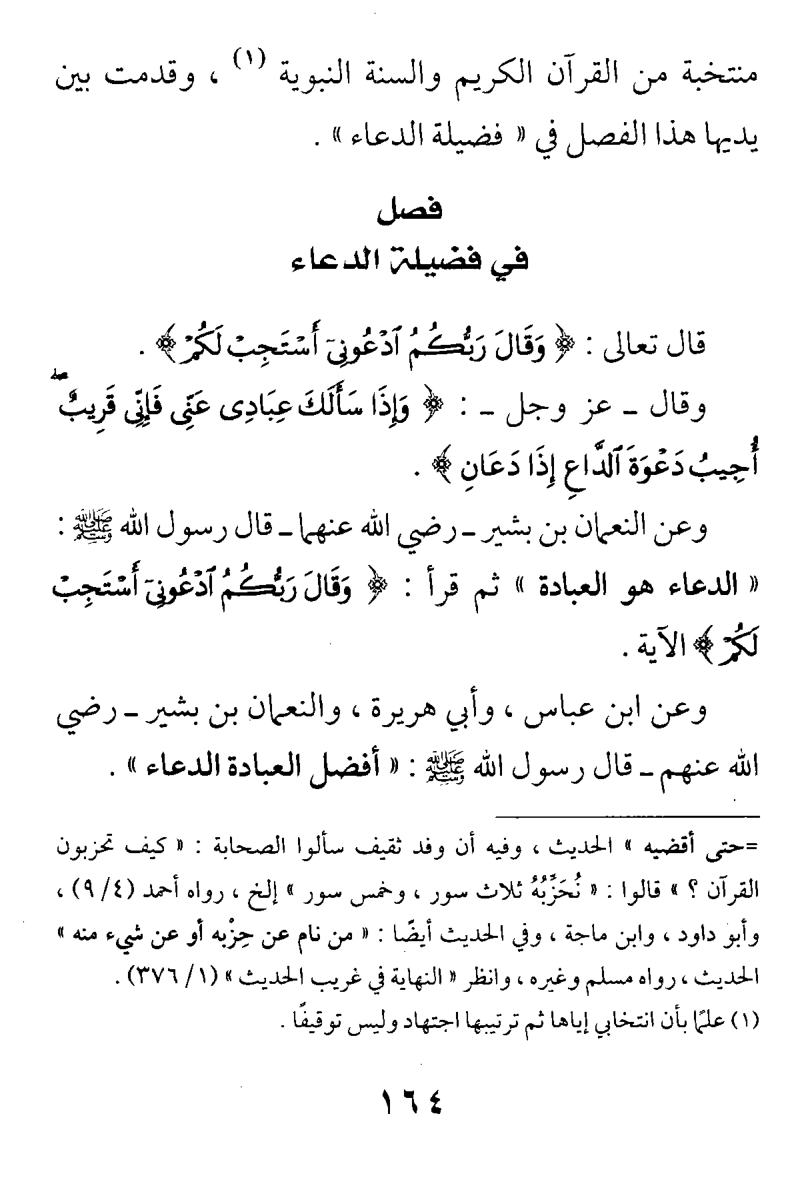 منتخبة من القرآن الكريم والسنة النبوية (١) ، وقدمت بين
يديها هذا الفصل في « فضيلة الدعاء » .
فصل
في فضيلة الدعاء
قال تعالى : ﴿ وَقَالَ رَبُّكُمُ ٱدْعُونِىٓ أَسْتَجِبْ لَكُمْ ﴾ .
وقال ـ عز وجل ـ : ﴿ وَإِذَا سَأَلَكَ عِبَادِى عَنِّى فَإِنِّى قَرِيبٌ ۖ
أُجِيبُ دَعْوَةَ ٱلدَّاعِ إِذَا دَعَانِ ﴾ .
وعن النعمان بن بشير ـ رضي الله عنهما ـ قال رسول الله ﷺ :
« الدعاء هو العبادة » ثم قرأ : ﴿ وَقَالَ رَبُّكُمُ ٱدْعُونِىٓ أَسْتَجِبْ
لَكُمْ ﴾ الآية .
وعن ابن عباس ، وأبي هريرة ، والنعمان بن بشير ـ رضي
الله عنهم ـ قال رسول الله ﷺ : « أفضل العبادة الدعاء » .
=حتى أقضيه » الحديث ، وفيه أن وفد ثقيف سألوا الصحابة : « كيف تحزبون
القرآن ؟ » قالوا : « نُحَزِّبُهُ ثلاث سور ، وخمس سور » إلخ ، رواه أحمد (٤/ ٩) ،
وأبو داود ، وابن ماجة ، وفي الحديث أيضًا : « من نام عن حِزْبه أو عن شيء منه »
الحديث ، رواه مسلم وغيره ، وانظر « النهاية في غريب الحديث » (١/ ٣٧٦) .
(١) علمًا بأن انتخابي إياها ثم ترتيبها اجتهاد وليس توقيفًا .
١٦٤